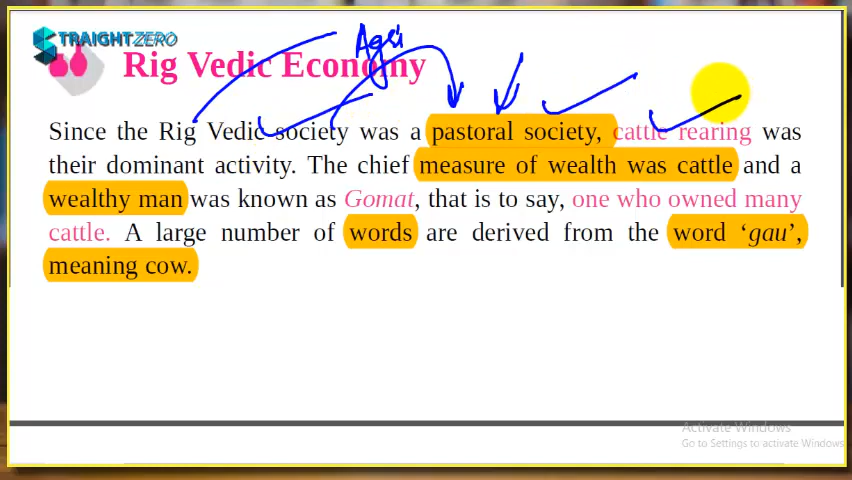 STRAIGHTZERO
Rig Vedic Economy
Since the Rig Vedic society was a pastoral society, cattle rearing was
their dominant activity. The chief measure of wealth was cattle and a
wealthy man was known as Gomat, that is to say, one who owned many
cattle. A large number of words are derived from the word ‘gau’,
meaning cow.
Activate Windows
Go to Settings to activate Windows